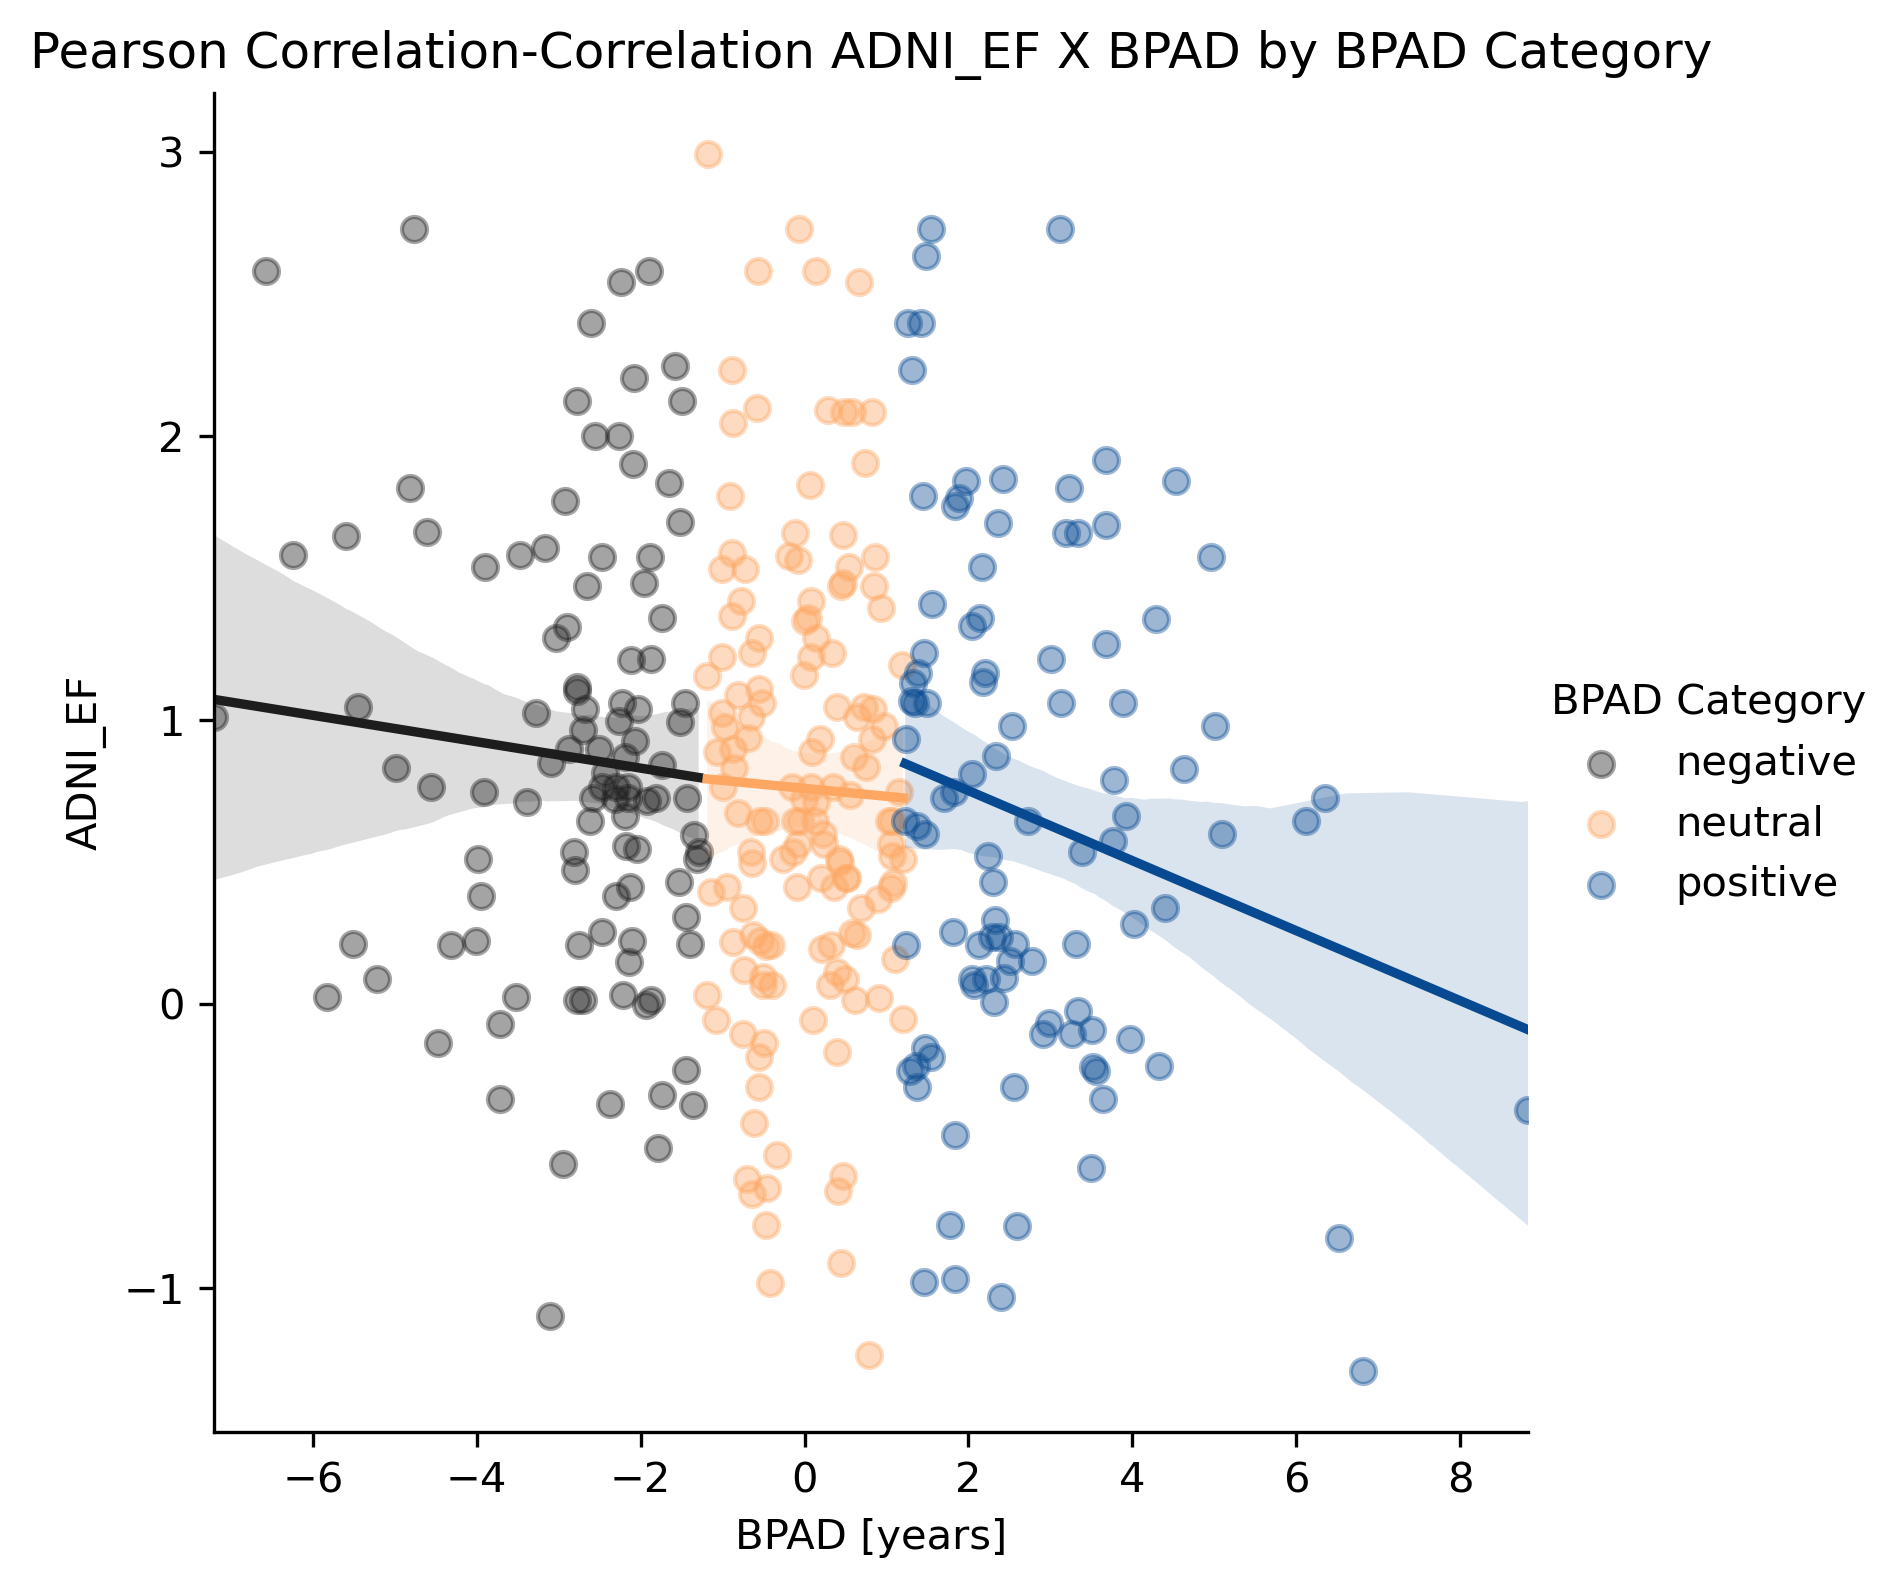 Pearson Correlation-Correlation ADNI_EF X BPAD by BPAD Category
3
2
1
0
−1
ADNI_EF
−6 −4 −2 0 2 4 6 8
BPAD [years]
BPAD Category
negative
neutral
positive